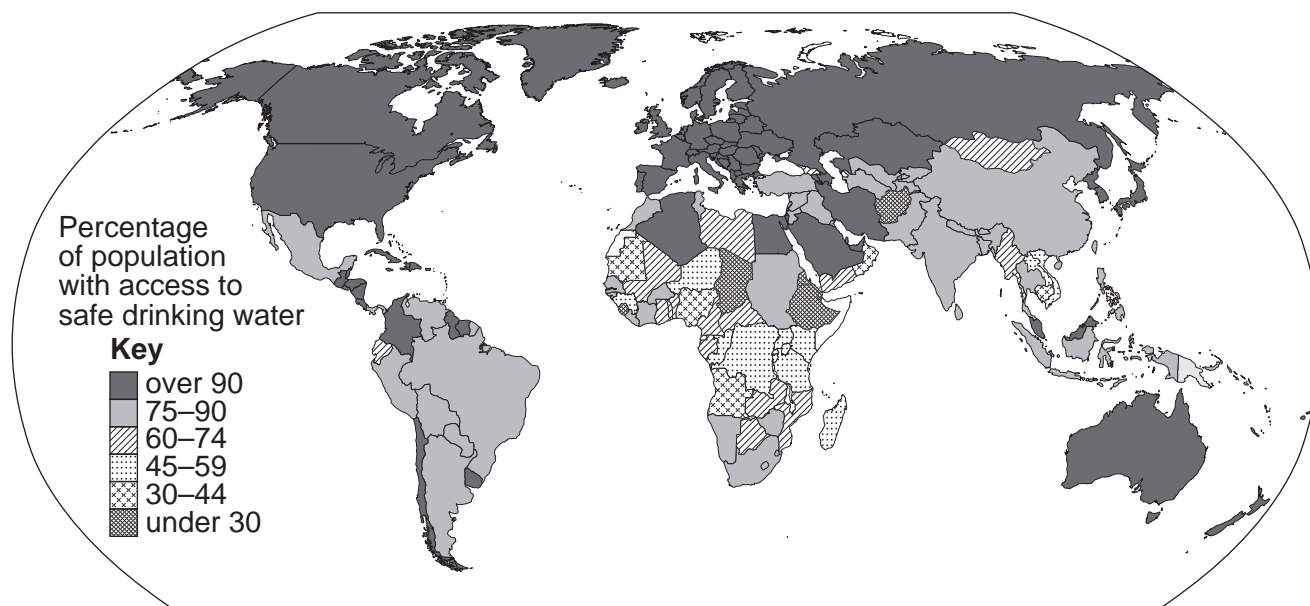 Percentage
of population
with access to
safe drinking water
Key
over 90
75–90
60–74
45–59
30–44
under 30